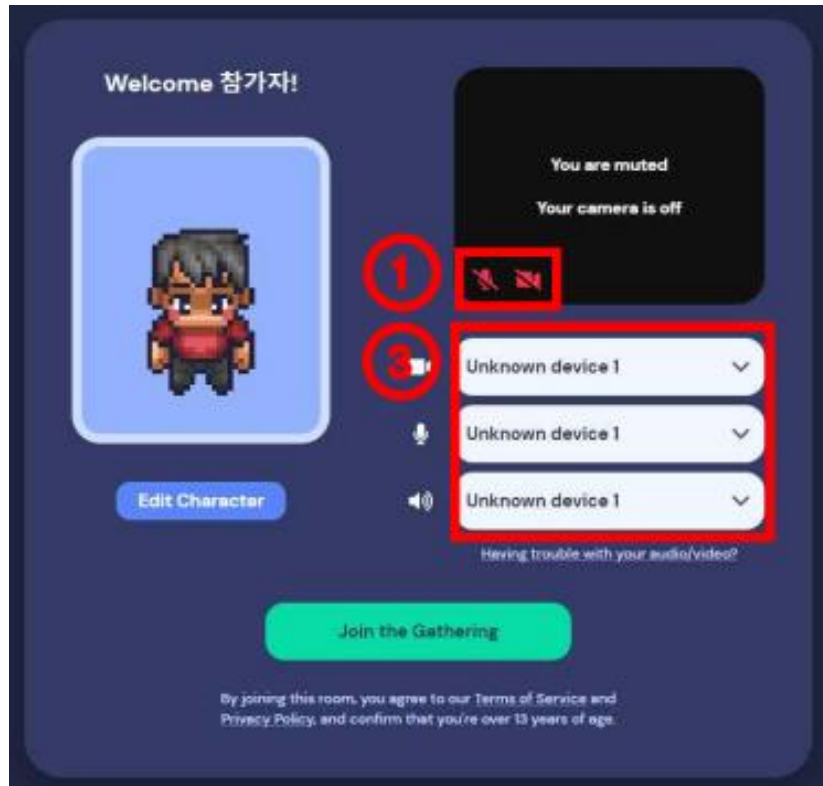 Welcome 참가자!
You are muted
Your camera is off
①
③
Unknown device 1
Unknown device 1
Edit Character
Unknown device 1
Having trouble with your audio/video?
Join the Gathering
By joining this room, you agree to our Terms of Service and
Privacy Policy, and confirm that you're over 13 years of age.